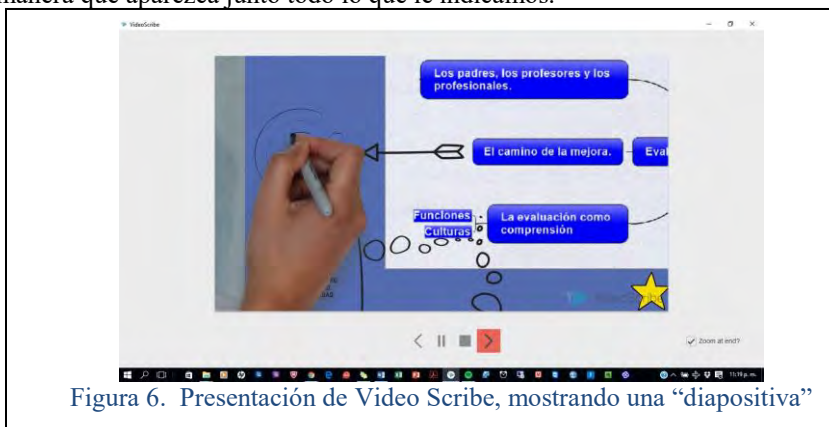 manera que aparezca junto todo lo que le indicamos.
VideoScribe
Los padres, los profesores y los
profesionales.
El camino de la mejora.
Eval
Funciones
Culturas
La evaluación como
comprensión
Zoom at end?
11:19 p.m.
Figura 6. Presentación de Video Scribe, mostrando una “diapositiva”